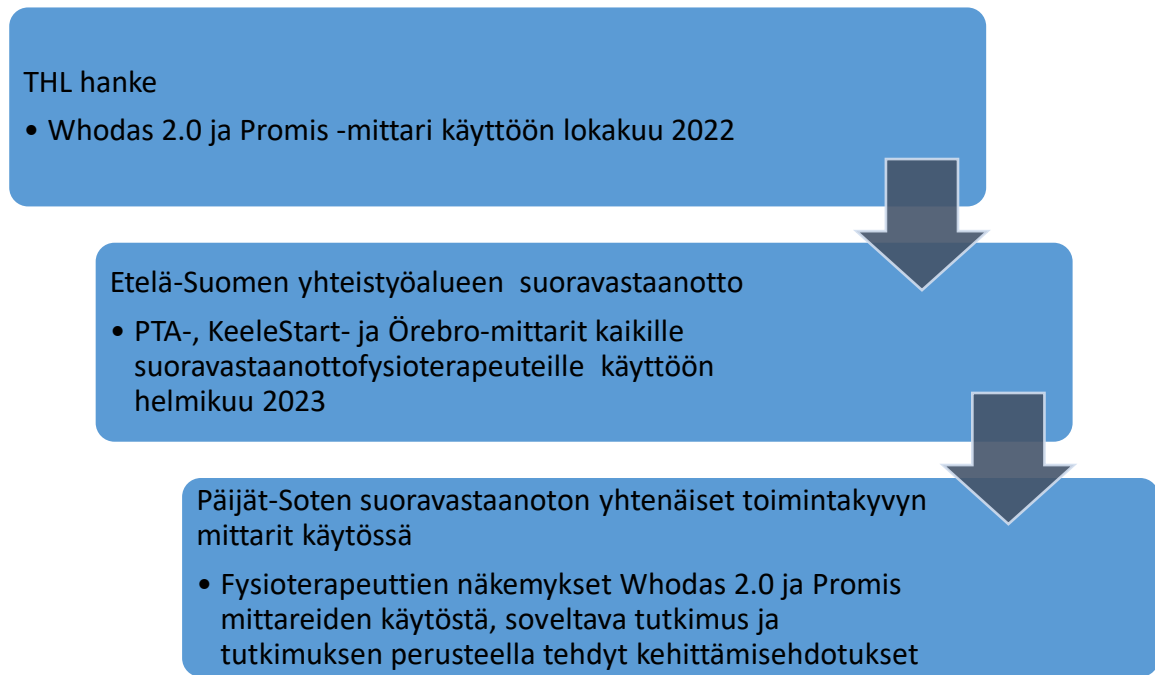 THL hanke
• Whodas 2.0 ja Promis -mittari käyttöön lokakuu 2022
Etelä-Suomen yhteistyöalueen  suoravastaanotto
• PTA-, KeeleStart- ja Örebro-mittarit kaikille
suoravastaanottofysioterapeuteille  käyttöön
helmikuu 2023
Päijät-Soten suoravastaanoton yhtenäiset toimintakyvyn
mittarit käytössä
• Fysioterapeuttien näkemykset Whodas 2.0 ja Promis
mittareiden käytöstä, soveltava tutkimus ja
tutkimuksen perusteella tehdyt kehittämisehdotukset